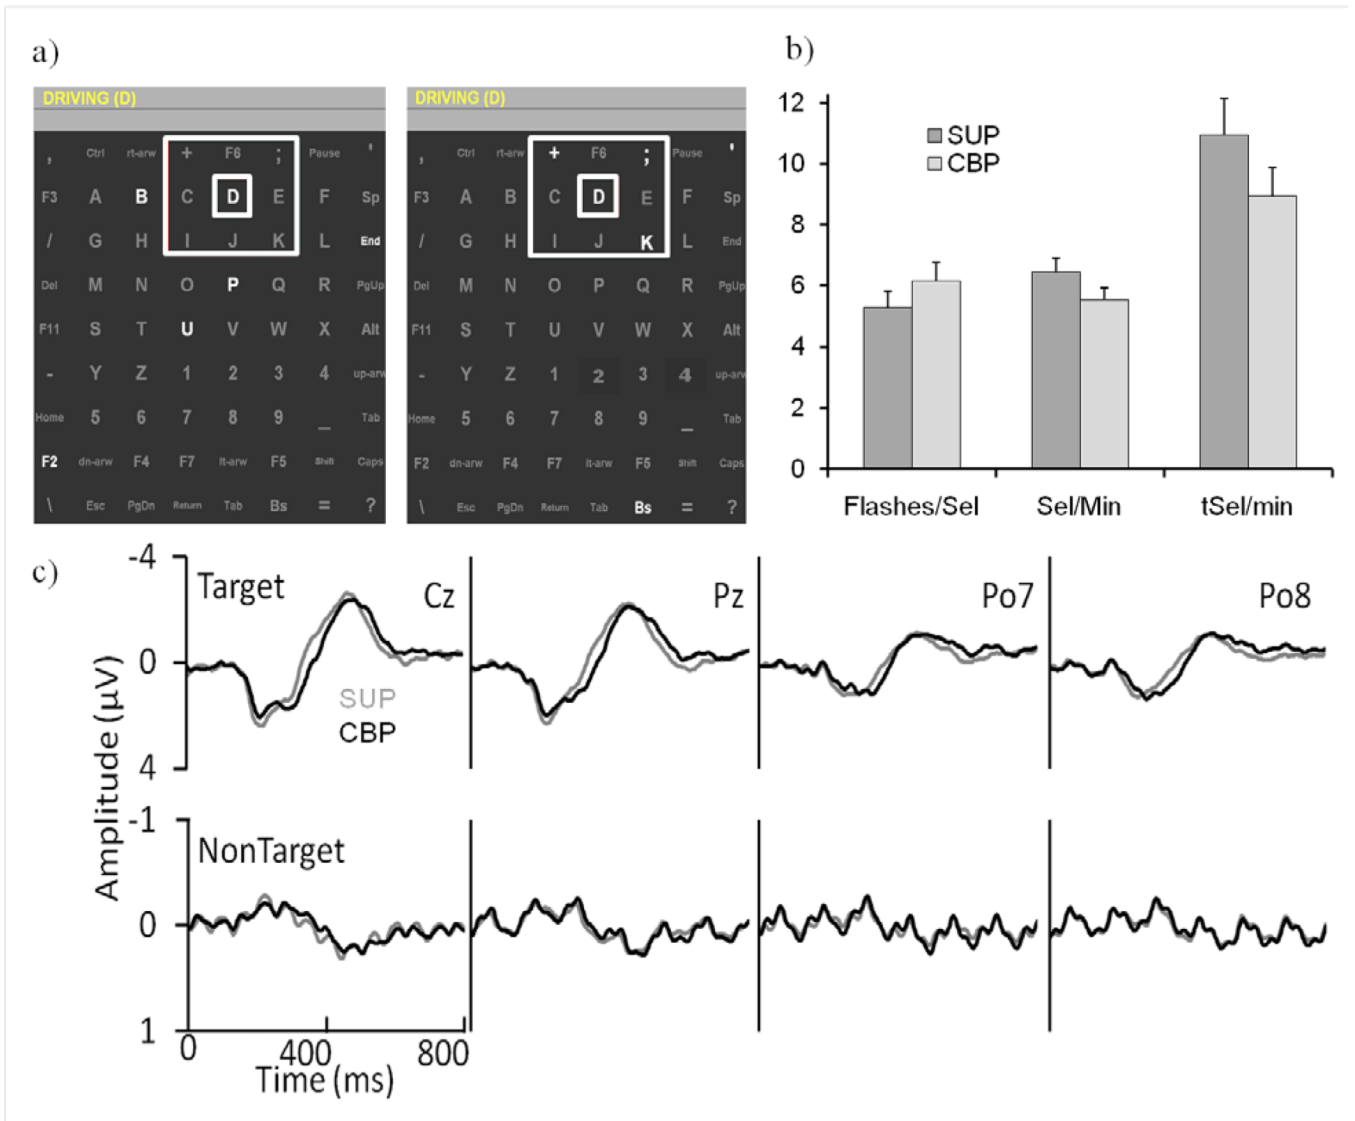 a)
DRIVING (D)
, Ctrl rt-arw + F6 ; Pause '
F3 A B C D E F Sp
/ G H I J K L End
Del M N O P Q R PgUp
F11 S T U V W X Alt
- Y Z 1 2 3 4 up-arw
Home 5 6 7 8 9 _ Tab
F2 dn-arw F4 F7 lt-arw F5 Shift Caps
\ Esc PgDn Return Tab Bs = ?
DRIVING (D)
, Ctrl rt-arw + F6 ; Pause '
F3 A B C D E F Sp
/ G H I J K L End
Del M N O P Q R PgUp
F11 S T U V W X Alt
- Y Z 1 2 3 4 up-arw
Home 5 6 7 8 9 _ Tab
F2 dn-arw F4 F7 lt-arw F5 Shift Caps
\ Esc PgDn Return Tab Bs = ?
b)
12
10
8
6
4
2
0
SUP
CBP
Flashes/Sel Sel/Min tSel/min
c)
-4
0
4
Target Cz Pz Po7 Po8
SUP
CBP
Amplitude (µV)
-1
0
1
NonTarget
0 400 800
Time (ms)